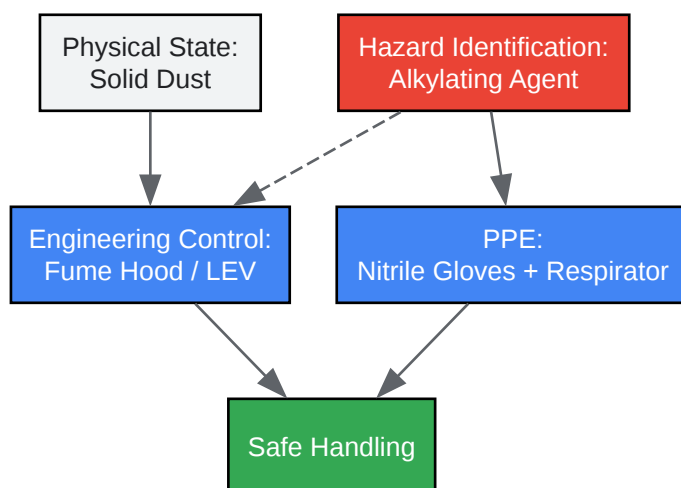 Physical State:
Solid Dust
Hazard Identification:
Alkylating Agent
Engineering Control:
Fume Hood / LEV
PPE:
Nitrile Gloves + Respirator
Safe Handling